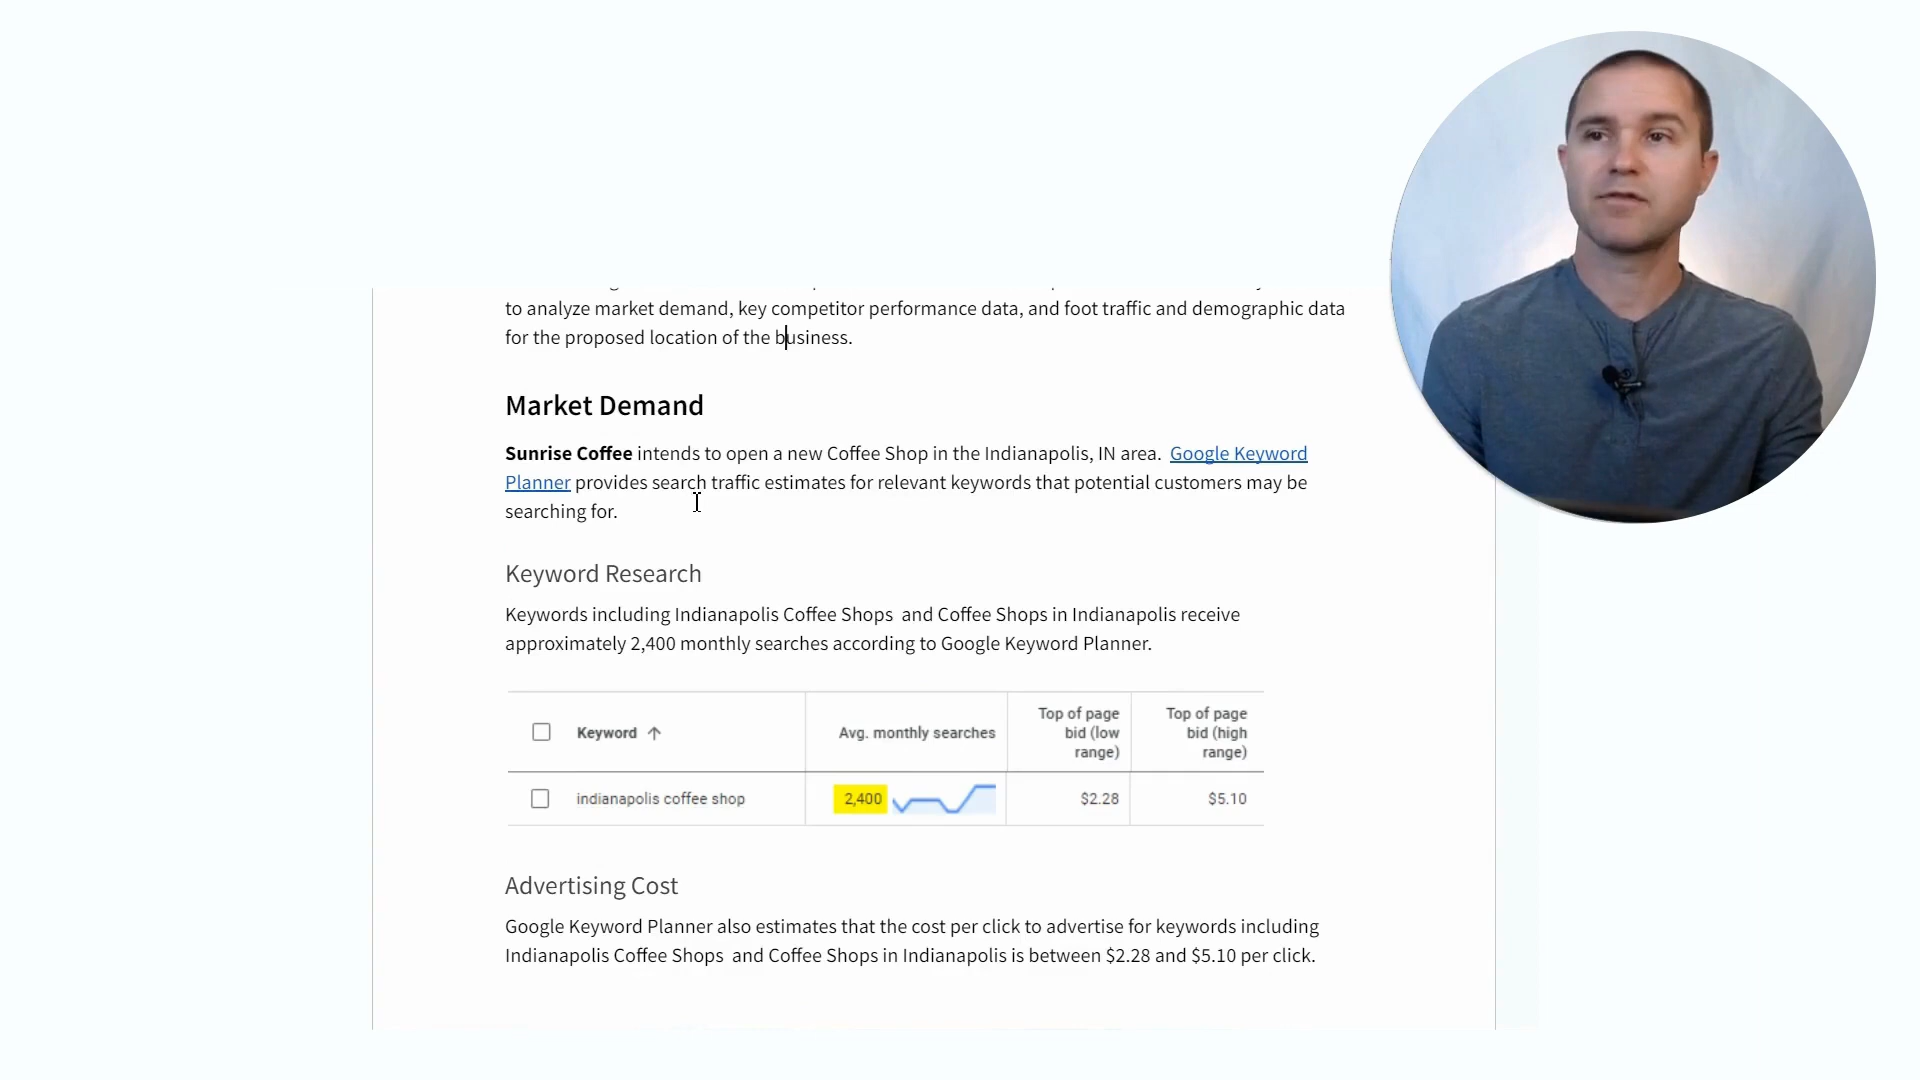 to analyze market demand, key competitor performance data, and foot traffic and demographic data
for the proposed location of the business.
Market Demand
Sunrise Coffee intends to open a new Coffee Shop in the Indianapolis, IN area. Google Keyword
Planner provides search traffic estimates for relevant keywords that potential customers may be
searching for.
Keyword Research
Keywords including Indianapolis Coffee Shops and Coffee Shops in Indianapolis receive
approximately 2,400 monthly searches according to Google Keyword Planner.
Keyword ↑ Avg. monthly searches Top of page bid (low range) Top of page bid (high range)
indianapolis coffee shop 2,400 $2.28 $5.10
Advertising Cost
Google Keyword Planner also estimates that the cost per click to advertise for keywords including
Indianapolis Coffee Shops and Coffee Shops in Indianapolis is between $2.28 and $5.10 per click.